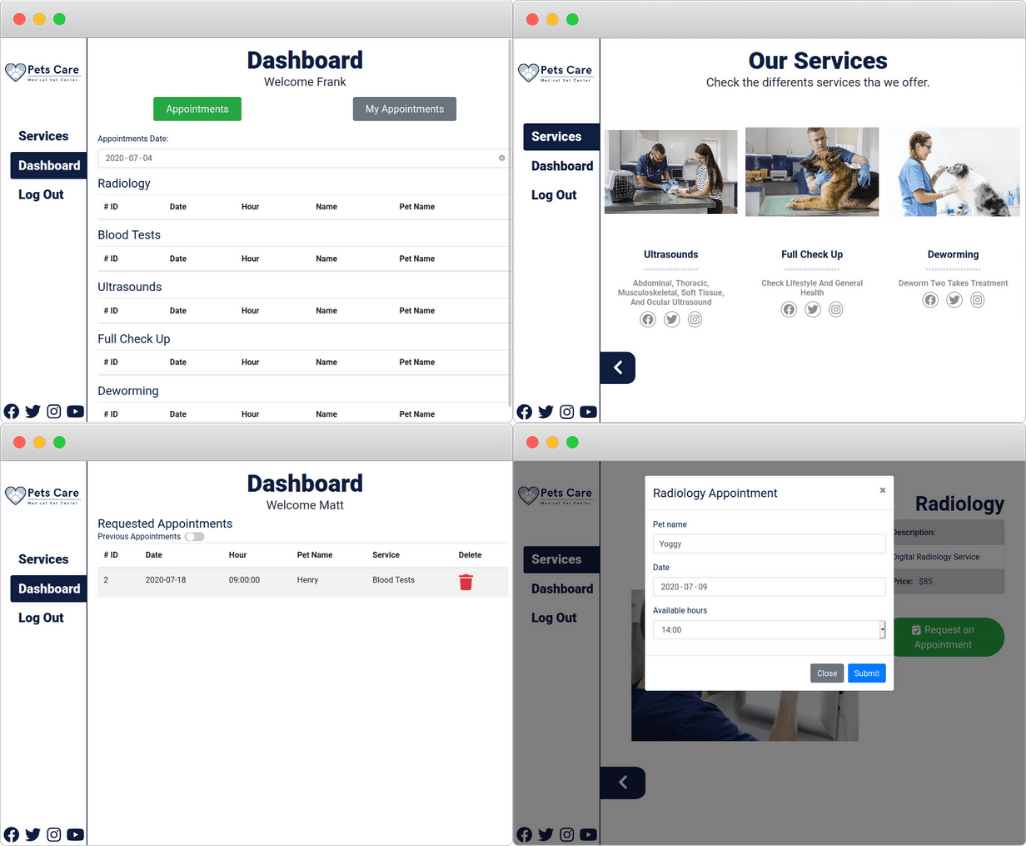 Pets Care
Medical Vet Center
Services
Dashboard
Log Out
Dashboard
Welcome Frank
Appointments
My Appointments
Appointments Date:
2020-07-04
Radiology
# ID Date Hour Name Pet Name
Blood Tests
# ID Date Hour Name Pet Name
Ultrasounds
# ID Date Hour Name Pet Name
Full Check Up
# ID Date Hour Name Pet Name
Deworming
# ID Date Hour Name Pet Name
Pets Care
Medical Vet Center
Services
Dashboard
Log Out
Our Services
Check the differents services tha we offer.
Ultrasounds
Abdominal, Thoracic,
Musculoskeletal, Soft Tissue,
And Ocular Ultrasound
Full Check Up
Check Lifestyle And General
Health
Deworming
Deworm Two Takes Treatment
Pets Care
Medical Vet Center
Services
Dashboard
Log Out
Dashboard
Welcome Matt
Requested Appointments
Previous Appointments
# ID Date Hour Pet Name Service Delete
2 2020-07-18 09:00:00 Henry Blood Tests
Pets Care
Medical Vet Center
Services
Dashboard
Log Out
Radiology Appointment ×
Pet name
Yoggy
Date
2020-07-09
Available hours
14:00
Close Submit
Radiology
Description:
Digital Radiology Service
Price: $85
Request an
Appointment